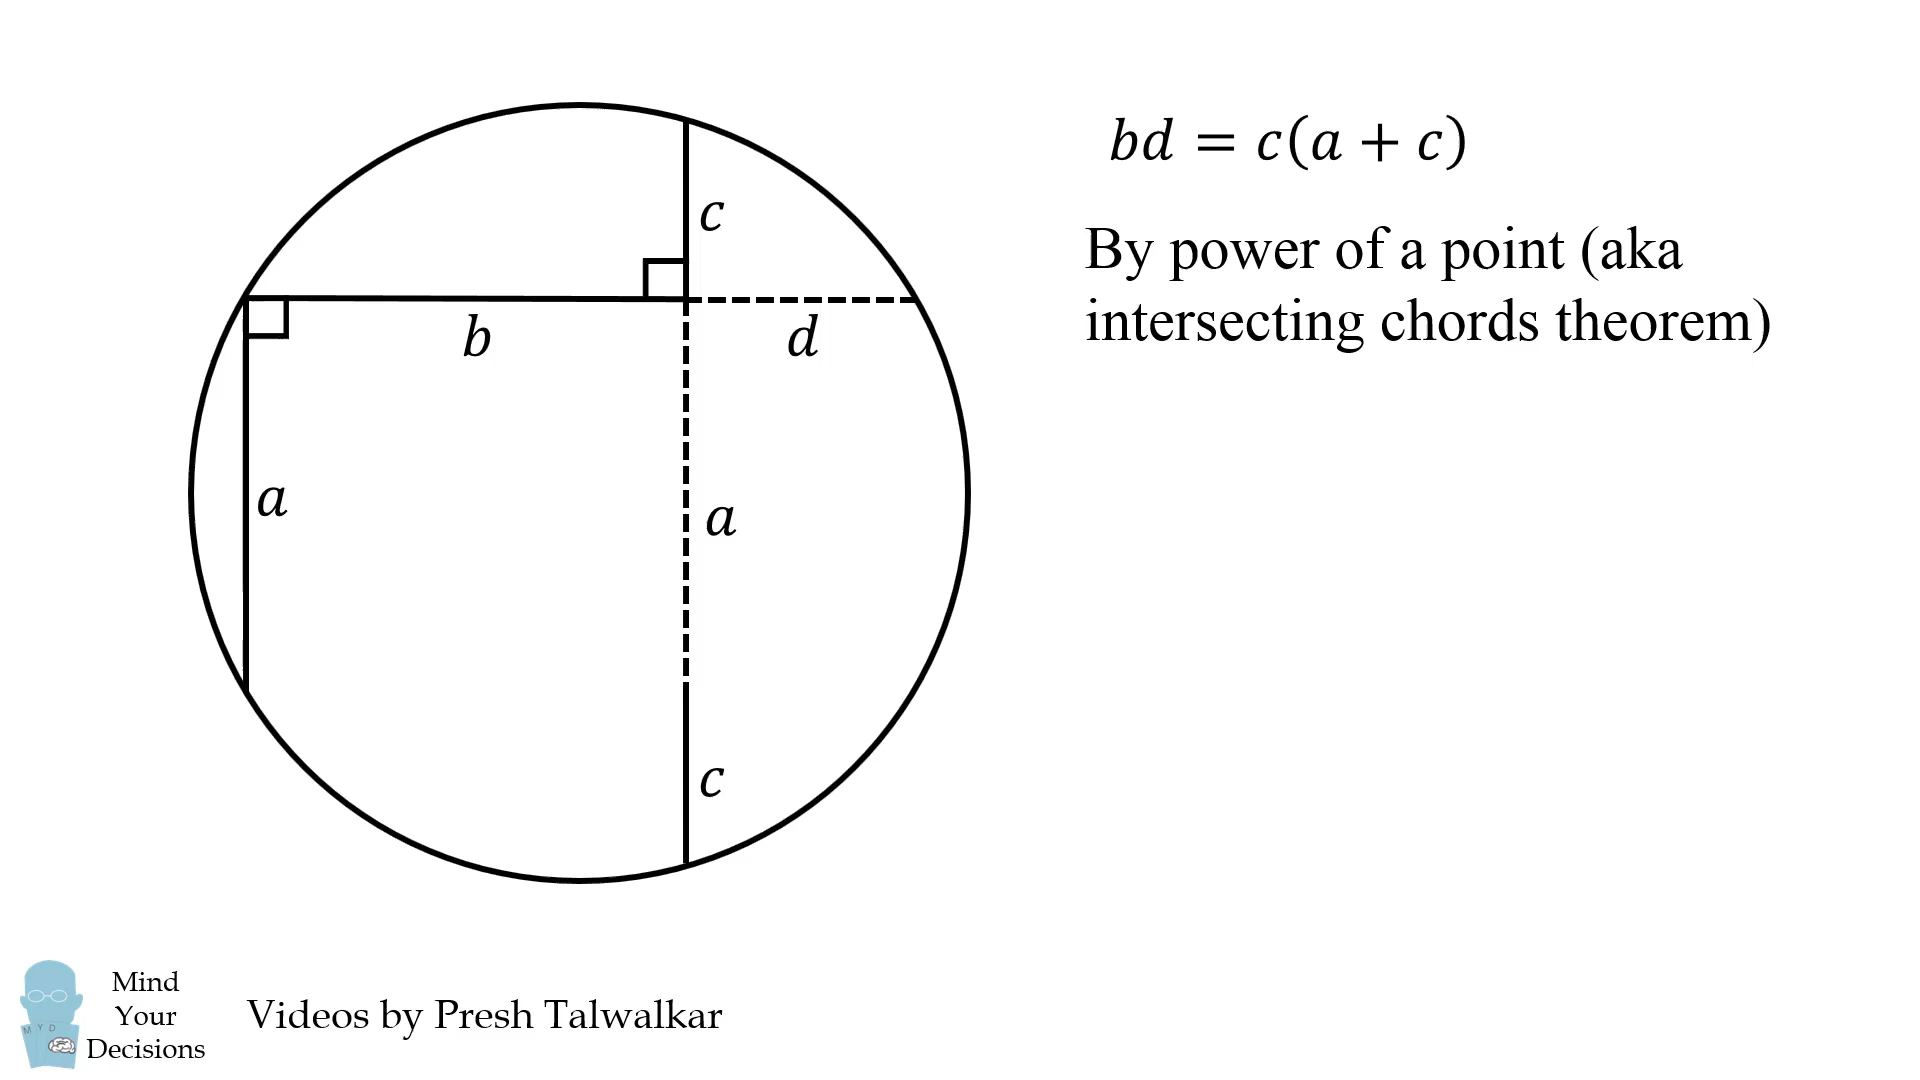 c
b
d
a
a
c
bd = c(a + c)
By power of a point (aka
intersecting chords theorem)
M Y D
Mind
Your
Decisions
Videos by Presh Talwalkar